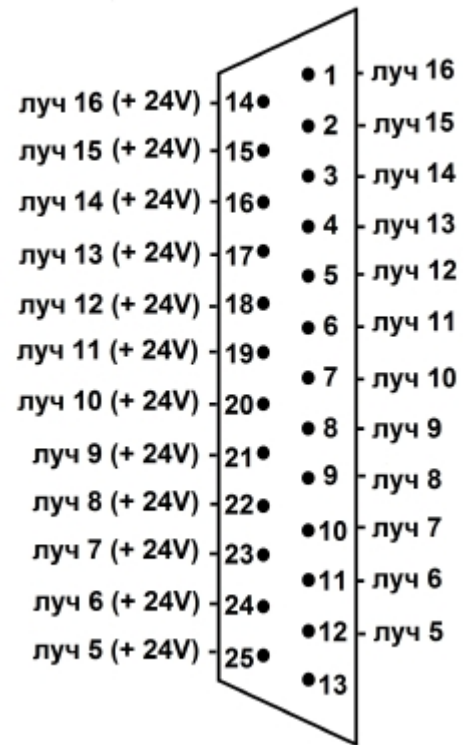 1 луч 16
луч 16 (+ 24V) 14
2 луч 15
луч 15 (+ 24V) 15
3 луч 14
луч 14 (+ 24V) 16
4 луч 13
луч 13 (+ 24V) 17
5 луч 12
луч 12 (+ 24V) 18
6 луч 11
луч 11 (+ 24V) 19
7 луч 10
луч 10 (+ 24V) 20
8 луч 9
луч 9 (+ 24V) 21
9 луч 8
луч 8 (+ 24V) 22
10 луч 7
луч 7 (+ 24V) 23
11 луч 6
луч 6 (+ 24V) 24
12 луч 5
луч 5 (+ 24V) 25
13